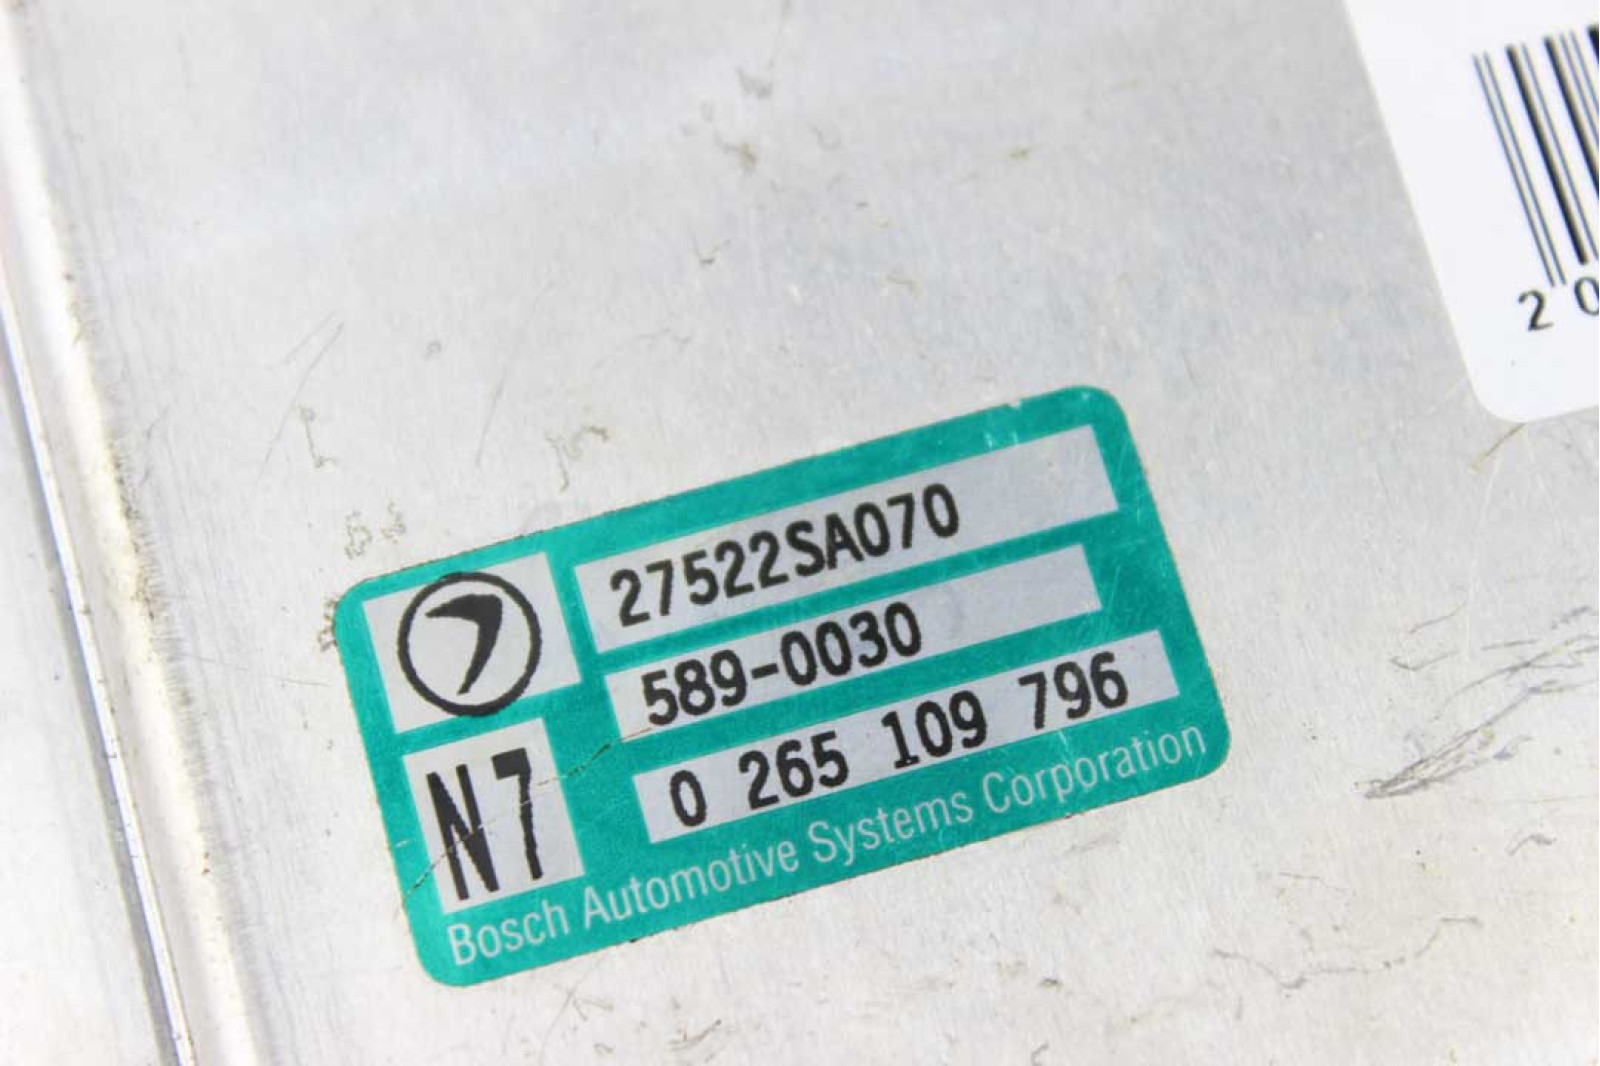 27522SA070
589-0030
N7
0 265 109 796
Bosch Automotive Systems Corporation
20